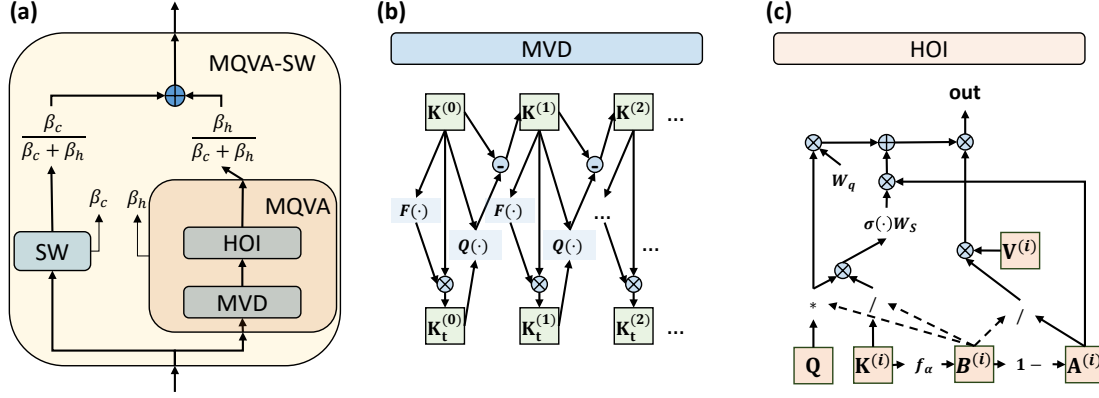 (a)
MQVA-SW
β_c / (β_c + β_h)
β_h / (β_c + β_h)
β_c
β_h
MQVA
SW
HOI
MVD
(b)
MVD
K^(0) K^(1) K^(2) ...
- -
F(·) F(·) ...
Q(·) Q(·) ...
K_t^(0) K_t^(1) K_t^(2) ...
(c)
HOI
out
W_q
σ(·)W_S
V^(i)
* / /
Q K^(i) f_α B^(i) 1 − A^(i)